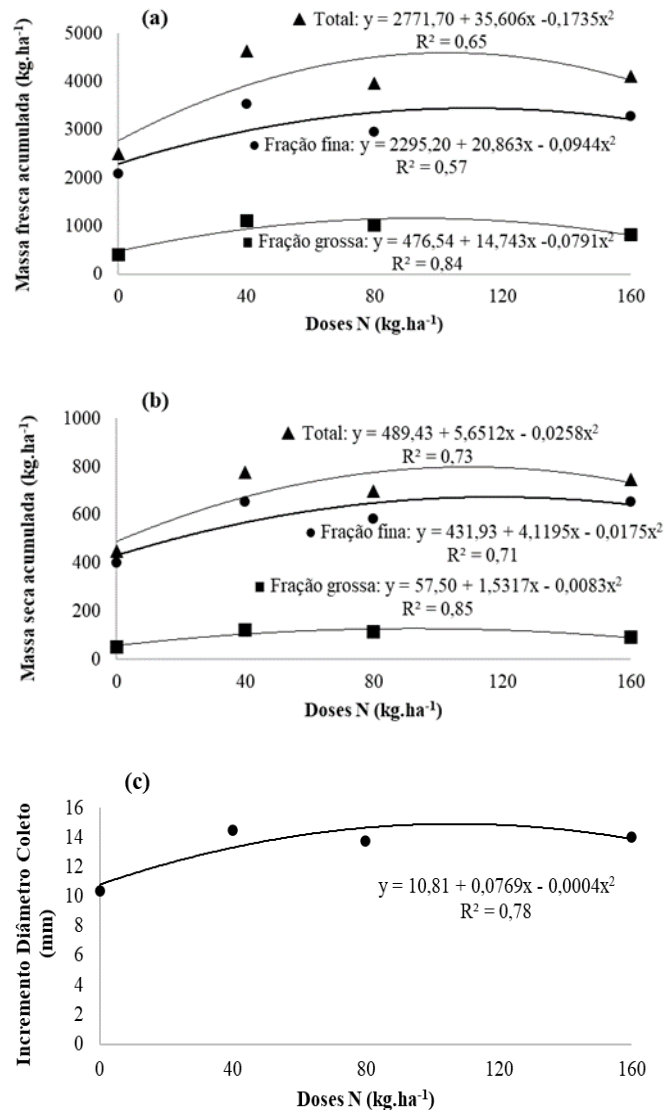 (a)
▲ Total: y = 2771,70 + 35,606x -0,1735x²
R² = 0,65
● Fração fina: y = 2295,20 + 20,863x - 0,0944x²
R² = 0,57
■ Fração grossa: y = 476,54 + 14,743x -0,0791x²
R² = 0,84
Massa fresca acumulada (kg.ha⁻¹)
5000
4000
3000
2000
1000
0
0 40 80 120 160
Doses N (kg.ha⁻¹)
(b)
▲ Total: y = 489,43 + 5,6512x - 0,0258x²
R² = 0,73
● Fração fina: y = 431,93 + 4,1195x - 0,0175x²
R² = 0,71
■ Fração grossa: y = 57,50 + 1,5317x -0,0083x²
R² = 0,85
Massa seca acumulada (kg.ha⁻¹)
1000
800
600
400
200
0
0 40 80 120 160
Doses N (kg.ha⁻¹)
(c)
y = 10,81 + 0,0769x - 0,0004x²
R² = 0,78
Incremento Diâmetro Coleto
(mm)
16
14
12
10
8
6
4
2
0
0 40 80 120 160
Doses N (kg.ha⁻¹)